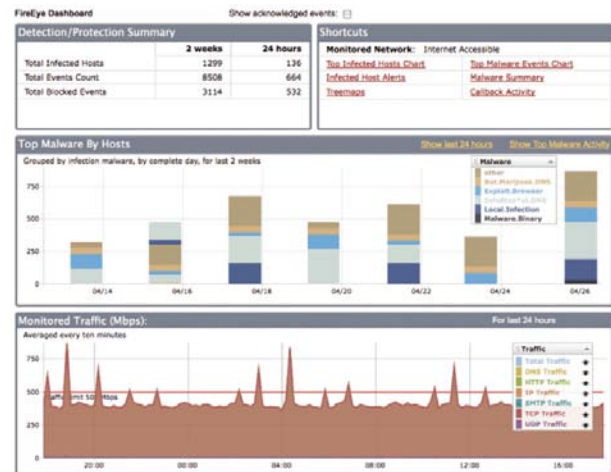 FireEye Dashboard
Show acknowledged events:
Detection/Protection Summary
2 weeks 24 hours
Total Infected Hosts 1299 136
Total Events Count 8508 664
Total Blocked Events 3114 532
Shortcuts
Monitored Network: Internet Accessible
Top Infected Hosts Chart Top Malware Events Chart
Infected Host Alerts Malware Summary
Treemaps Callback Activity
Top Malware By Hosts Show last 24 hours Show Top Malware Activity
Grouped by infection malware, by complete day, for last 2 weeks
Malware
other
Bot.Mariposa.DNS
Exploit.Browser
Local.Infection
Malware.Binary
750
500
250
0
04/14 04/16 04/18 04/20 04/22 04/24 04/26
Monitored Traffic (Mbps): For last 24 hours
Averaged every ten minutes
Traffic
Total Traffic
DNS Traffic
HTTP Traffic
IP Traffic
SMTP Traffic
TCP Traffic
UDP Traffic
750
500
Traffic limit 500 Mbps
250
0
20:00 00:00 04:00 08:00 12:00 16:00